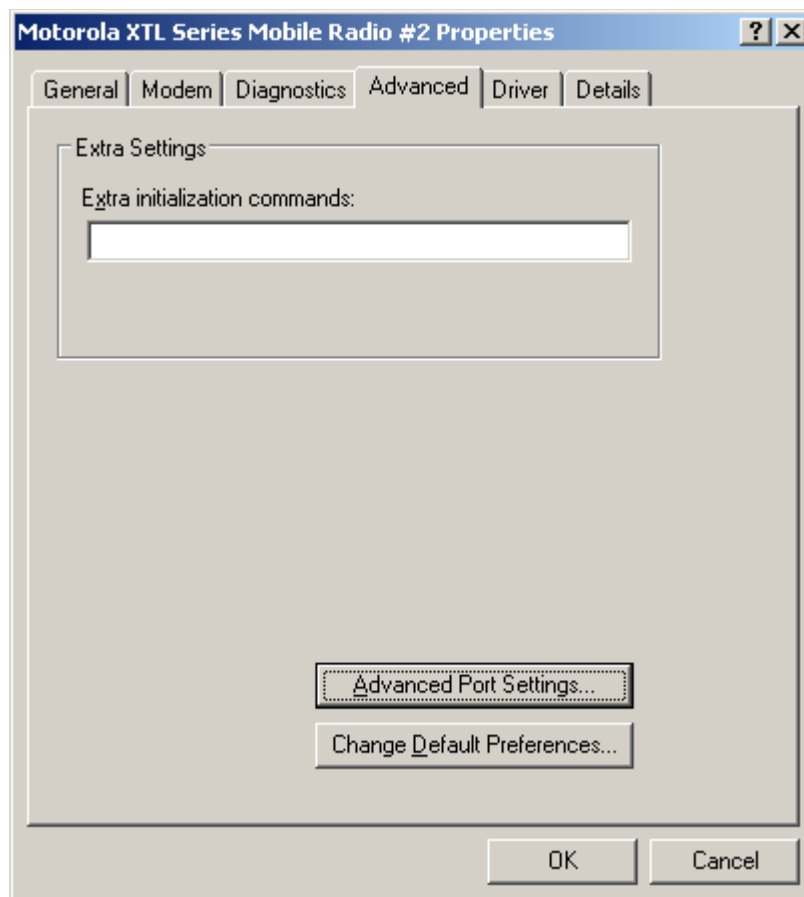 Motorola XTL Series Mobile Radio #2 Properties
General Modem Diagnostics Advanced Driver Details
Extra Settings
Extra initialization commands:
Advanced Port Settings...
Change Default Preferences...
OK Cancel